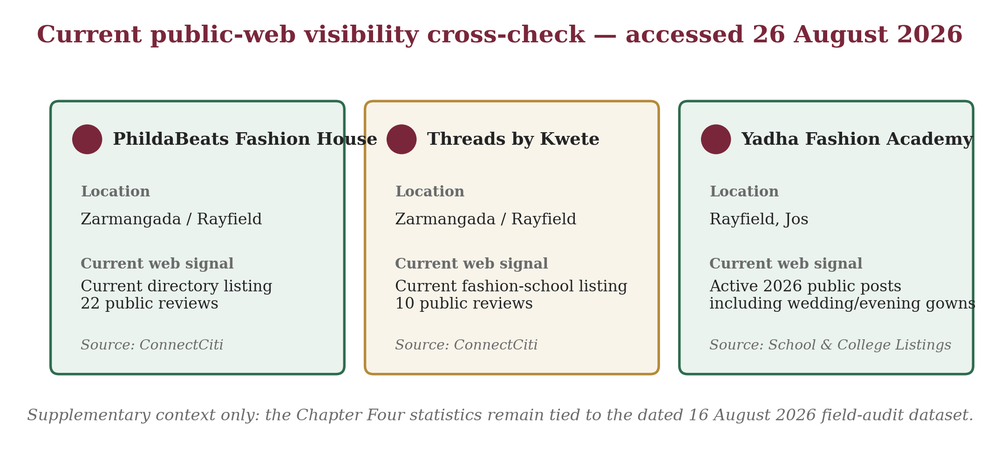 Current public-web visibility cross-check — accessed 26 August 2026
PhildaBeats Fashion House
Location
Zarmangada / Rayfield
Current web signal
Current directory listing
22 public reviews
Source: ConnectCiti
Threads by Kwete
Location
Zarmangada / Rayfield
Current web signal
Current fashion-school listing
10 public reviews
Source: ConnectCiti
Yadha Fashion Academy
Location
Rayfield, Jos
Current web signal
Active 2026 public posts
including wedding/evening gowns
Source: School & College Listings
Supplementary context only: the Chapter Four statistics remain tied to the dated 16 August 2026 field-audit dataset.